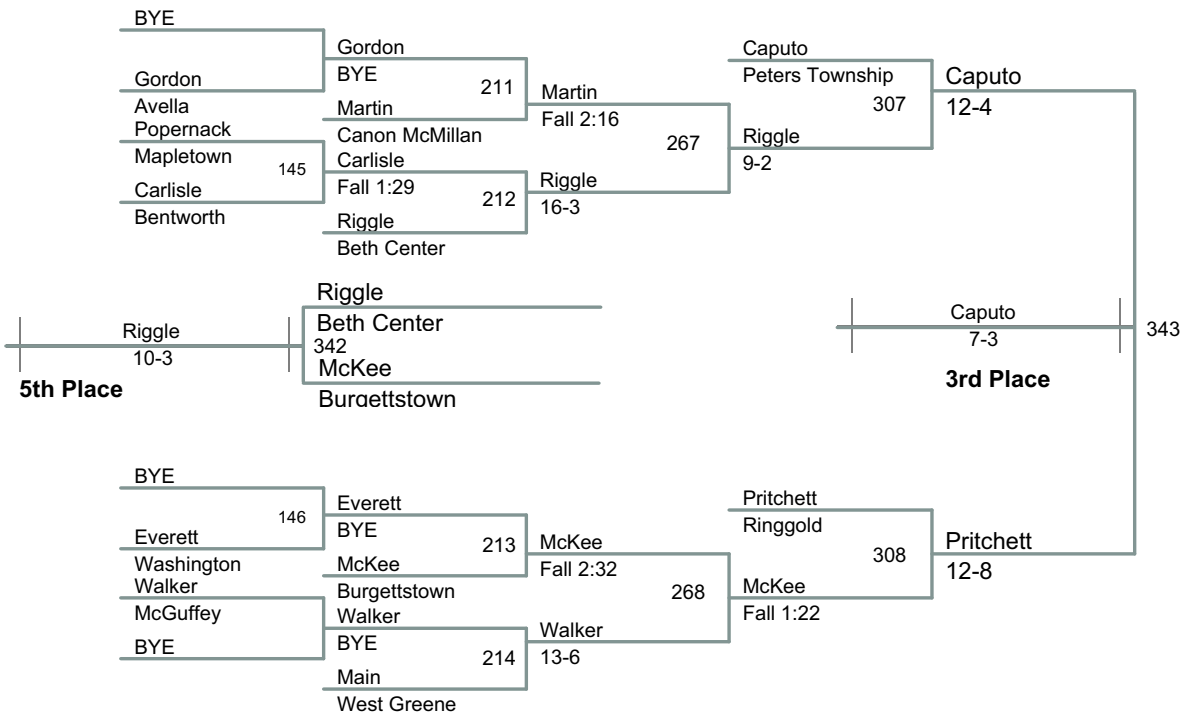 BYE
Gordon
Avella
Popernack
Mapletown
145
Carlisle
Bentworth
Gordon
BYE
211
Martin
Canon McMillan
Carlisle
Fall 1:29
212
Riggle
Beth Center
Martin
Fall 2:16
267
Riggle
16-3
Caputo
Peters Township
307
Riggle
9-2
Caputo
12-4
Riggle
10-3
5th Place
Riggle
Beth Center
342
McKee
Burgettstown
Caputo
7-3
3rd Place
343
BYE
146
Everett
Washington
Walker
McGuffey
BYE
Everett
BYE
213
McKee
Burgettstown
Walker
BYE
214
Main
West Greene
McKee
Fall 2:32
268
Walker
13-6
Pritchett
Ringgold
308
McKee
Fall 1:22
Pritchett
12-8